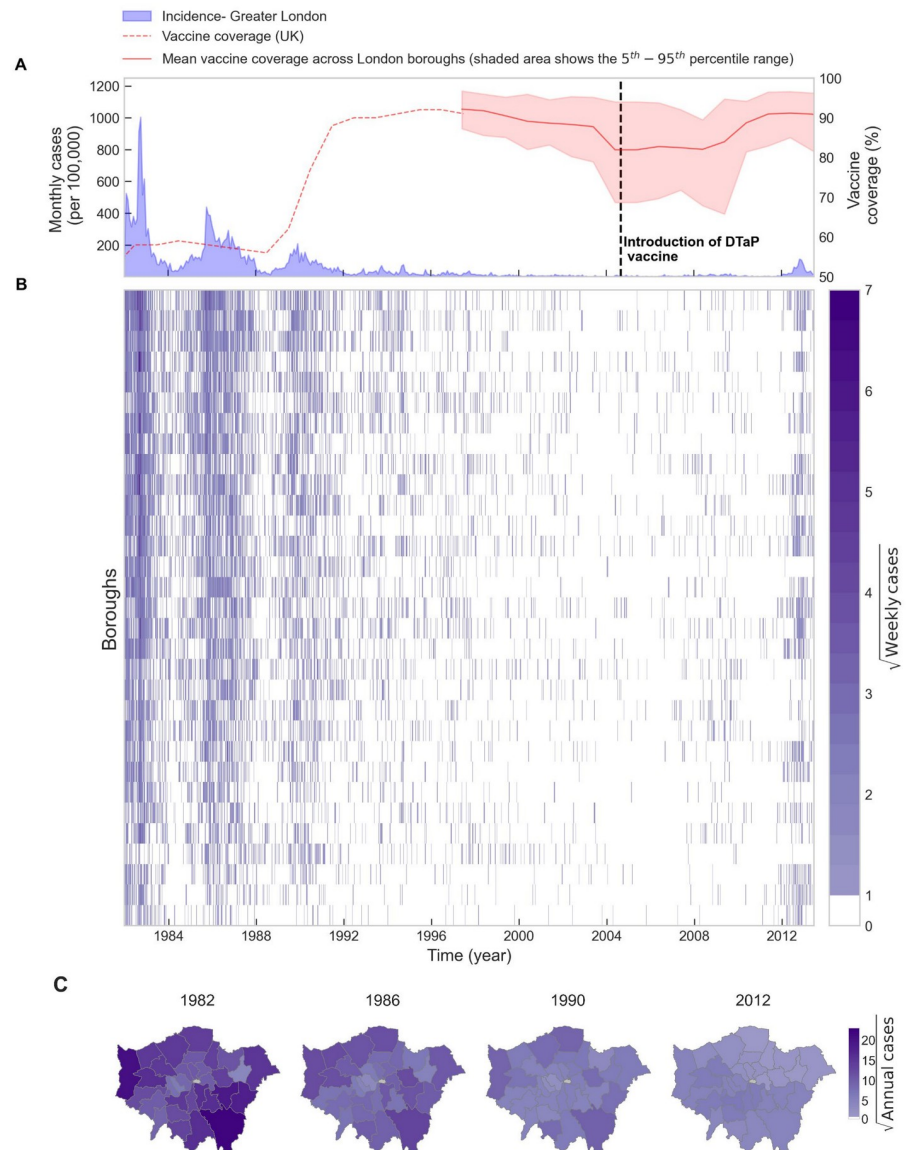 Incidence- Greater London
Vaccine coverage (UK)
Mean vaccine coverage across London boroughs (shaded area shows the 5th − 95th percentile range)
A
1200
1000
800
600
400
200
Monthly cases
(per 100,000)
100
90
80
70
60
50
Vaccine
coverage (%)
Introduction of DTaP
vaccine
B
Boroughs
1984 1988 1992 1996 2000 2004 2008 2012
Time (year)
7
6
5
4
3
2
1
0
√Weekly cases
C
1982 1986 1990 2012
20
15
10
5
0
√Annual cases